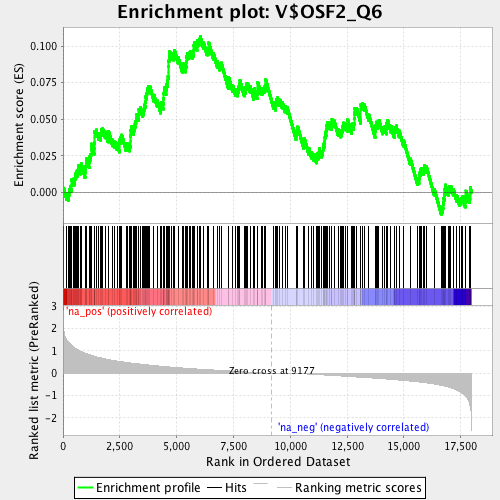 Enrichment plot: V$OSF2_Q6
Enrichment score (ES)
0.100
0.075
0.050
0.025
0.000
Ranked list metric (PreRanked)
3
2
1
0
-1
-2
'na_pos' (positively correlated)
Zero cross at 9177
'na_neg' (negatively correlated)
0
2,500
5,000
7,500
10,000
12,500
15,000
17,500
Rank in Ordered Dataset
Enrichment profile
Hits
Ranking metric scores